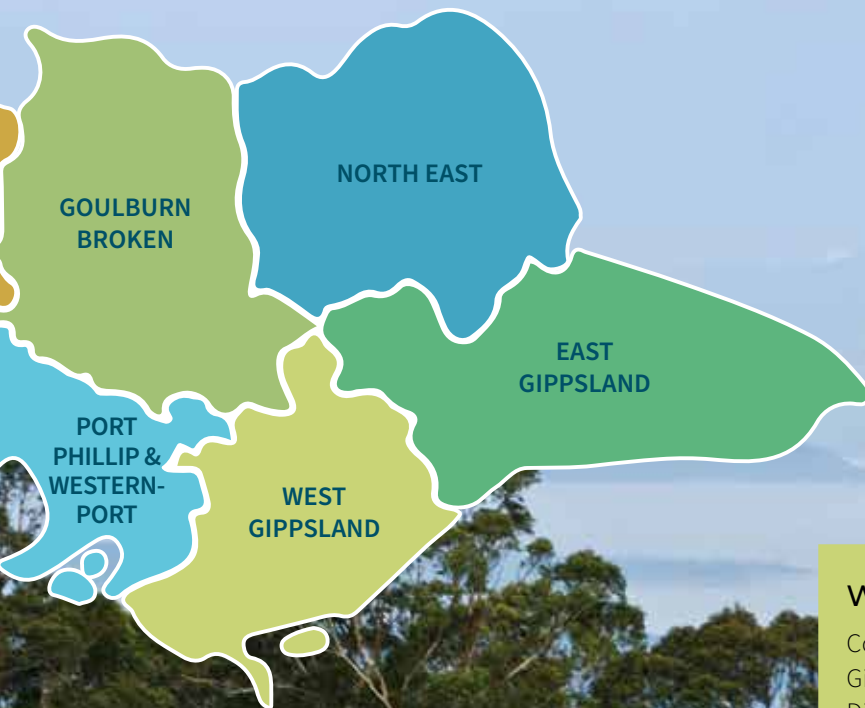 NORTH EAST
GOULBURN
BROKEN
EAST
GIPPSLAND
PORT
PHILLIP &
WESTERN-
PORT
WEST
GIPPSLAND